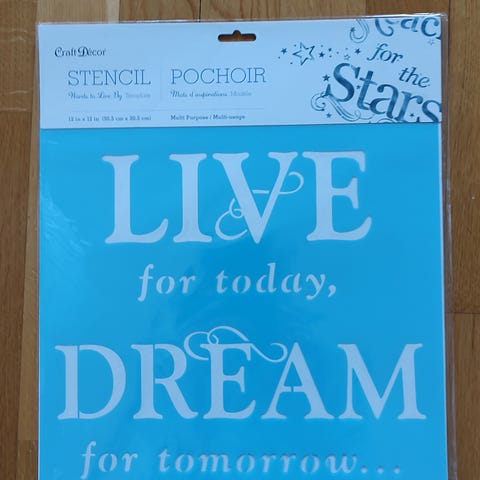 Craft Décor
STENCIL | POCHOIR
Words to Live By Template
Mots d'inspirations Modèle
12 in x 12 in (30.5 cm x 30.5 cm)
Multi Purpose / Multi-usage
Reach
for the
Stars
LIVE
for today,
DREAM
for tomorrow...